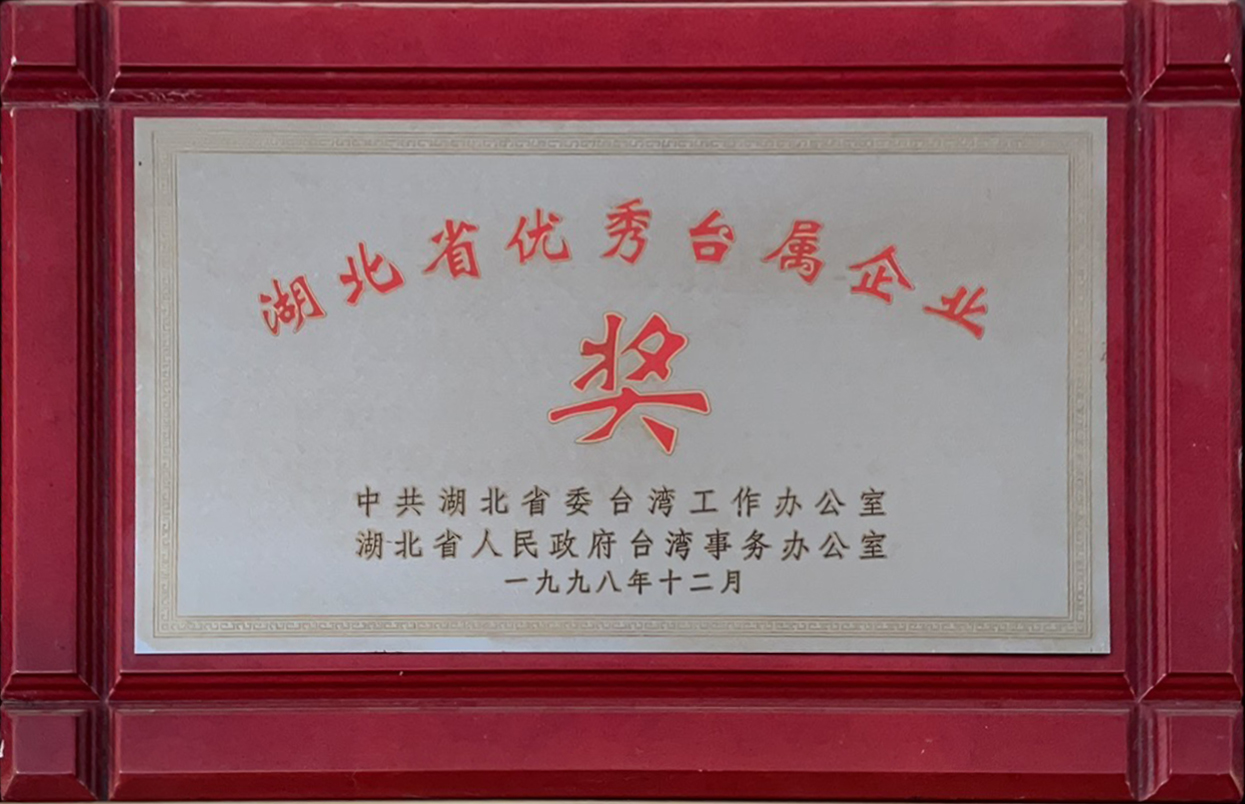 湖北省优秀台属企业
奖
中共湖北省委台湾工作办公室
湖北省人民政府台湾事务办公室
一九九八年十二月